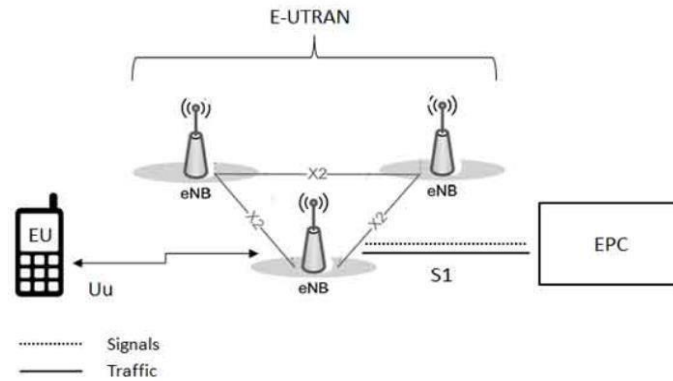 E-UTRAN
X2
eNB
eNB
X2
X2
EU
EPC
eNB
Uu
S1
Signals
Traffic